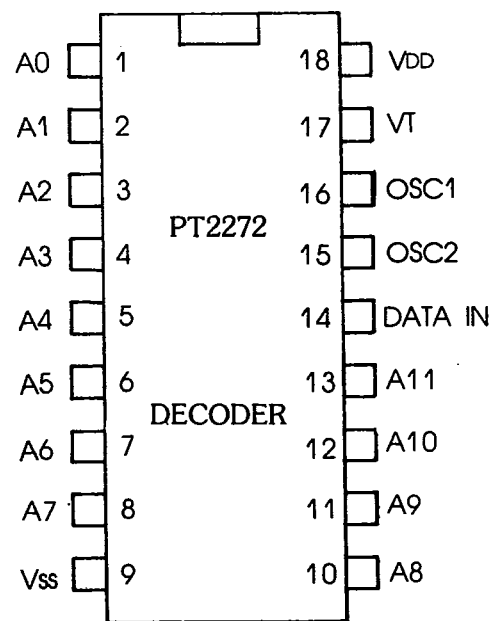 A0 1 18 VDD
A1 2 17 VT
A2 3 16 OSC1
PT2272
A3 4 15 OSC2
A4 5 14 DATA IN
A5 6 13 A11
DECODER
A6 7 12 A10
A7 8 11 A9
Vss 9 10 A8